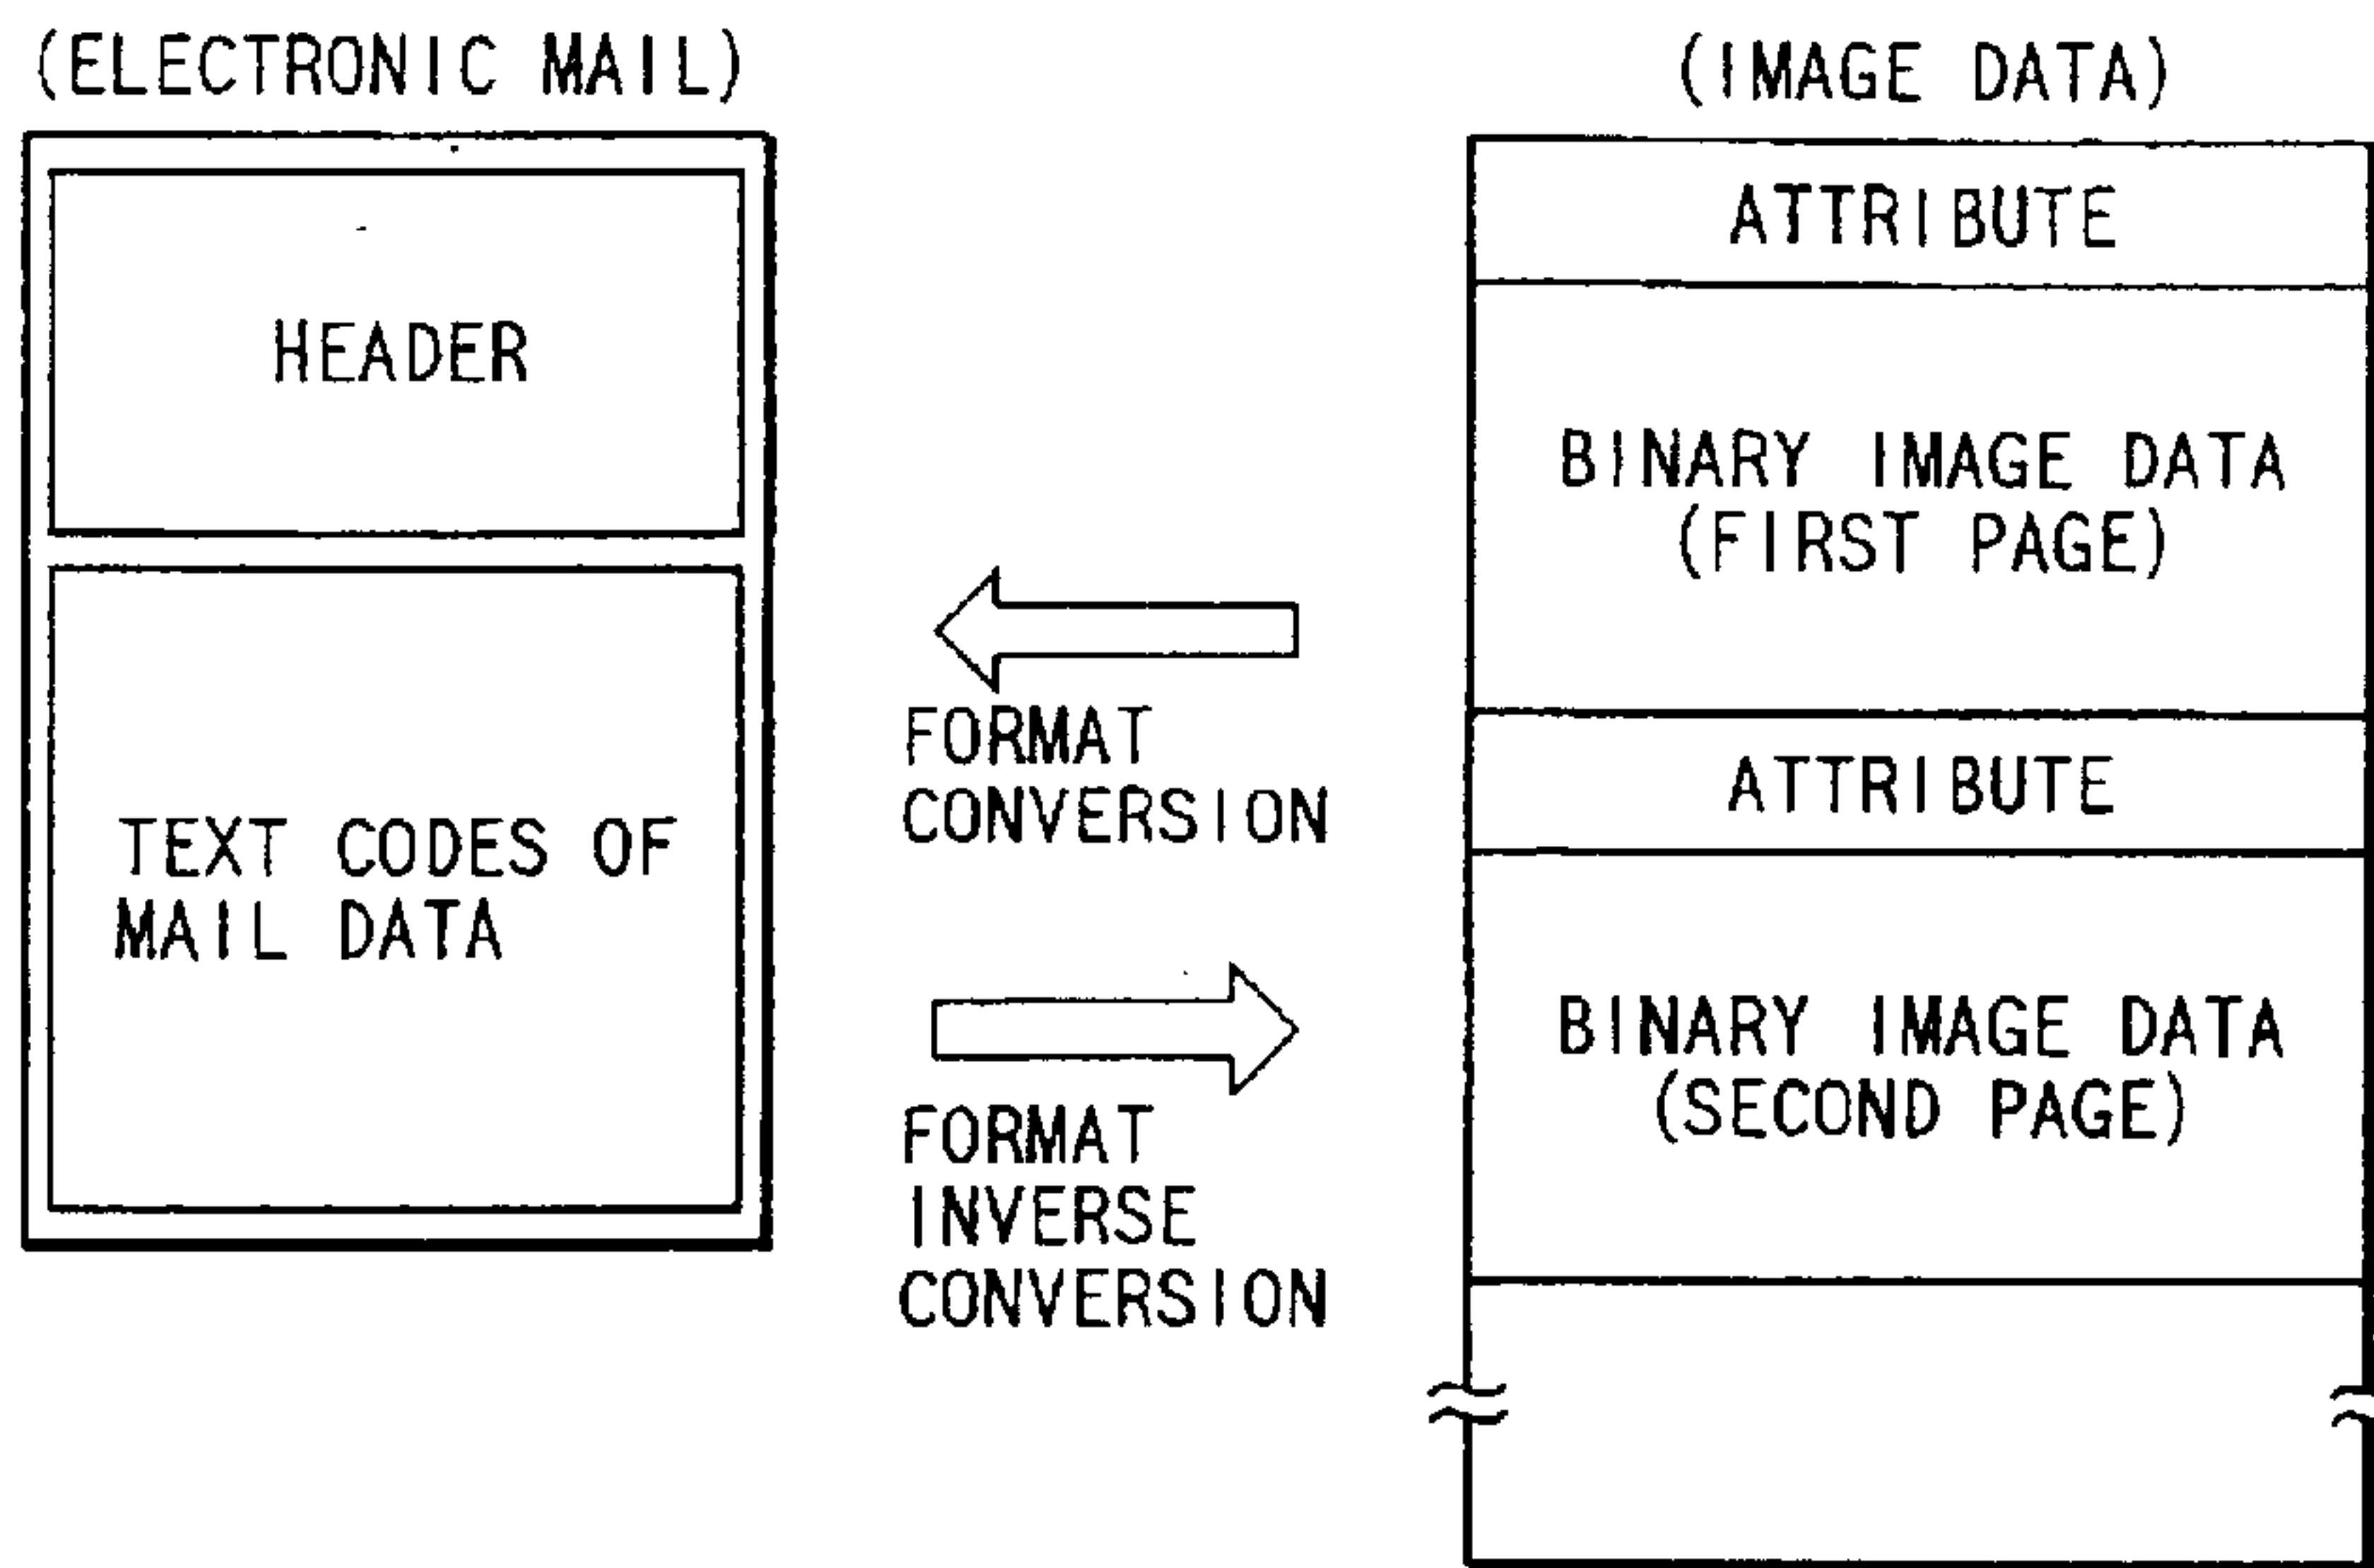 (ELECTRONIC MAIL)
HEADER
TEXT CODES OF
MAIL DATA
FORMAT
CONVERSION
FORMAT
INVERSE
CONVERSION
(IMAGE DATA)
ATTRIBUTE
BINARY IMAGE DATA
(FIRST PAGE)
ATTRIBUTE
BINARY IMAGE DATA
(SECOND PAGE)